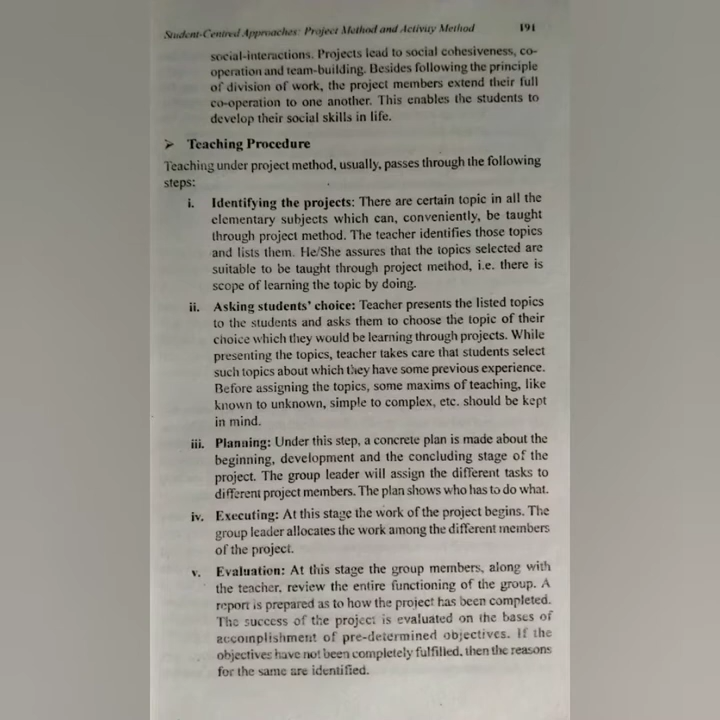 Student-Centred Approaches: Project Method and Activity Method 191
social-interactions. Projects lead to social cohesiveness, co-
operation and team-building. Besides following the principle
of division of work, the project members extend their full
co-operation to one another. This enables the students to
develop their social skills in life.
➤ Teaching Procedure
Teaching under project method, usually, passes through the following
steps:
i. Identifying the projects: There are certain topic in all the
elementary subjects which can, conveniently, be taught
through project method. The teacher identifies those topics
and lists them. He/She assures that the topics selected are
suitable to be taught through project method, i.e. there is
scope of learning the topic by doing.
ii. Asking students' choice: Teacher presents the listed topics
to the students and asks them to choose the topic of their
choice which they would be learning through projects. While
presenting the topics, teacher takes care that students select
such topics about which they have some previous experience.
Before assigning the topics, some maxims of teaching, like
known to unknown, simple to complex, etc. should be kept
in mind.
iii. Planning: Under this step, a concrete plan is made about the
beginning, development and the concluding stage of the
project. The group leader will assign the different tasks to
different project members. The plan shows who has to do what.
iv. Executing: At this stage the work of the project begins. The
group leader allocates the work among the different members
of the project.
v. Evaluation: At this stage the group members, along with
the teacher, review the entire functioning of the group. A
report is prepared as to how the project has been completed.
The success of the project is evaluated on the bases of
accomplishment of pre-determined objectives. If the
objectives have not been completely fulfilled, then the reasons
for the same are identified.